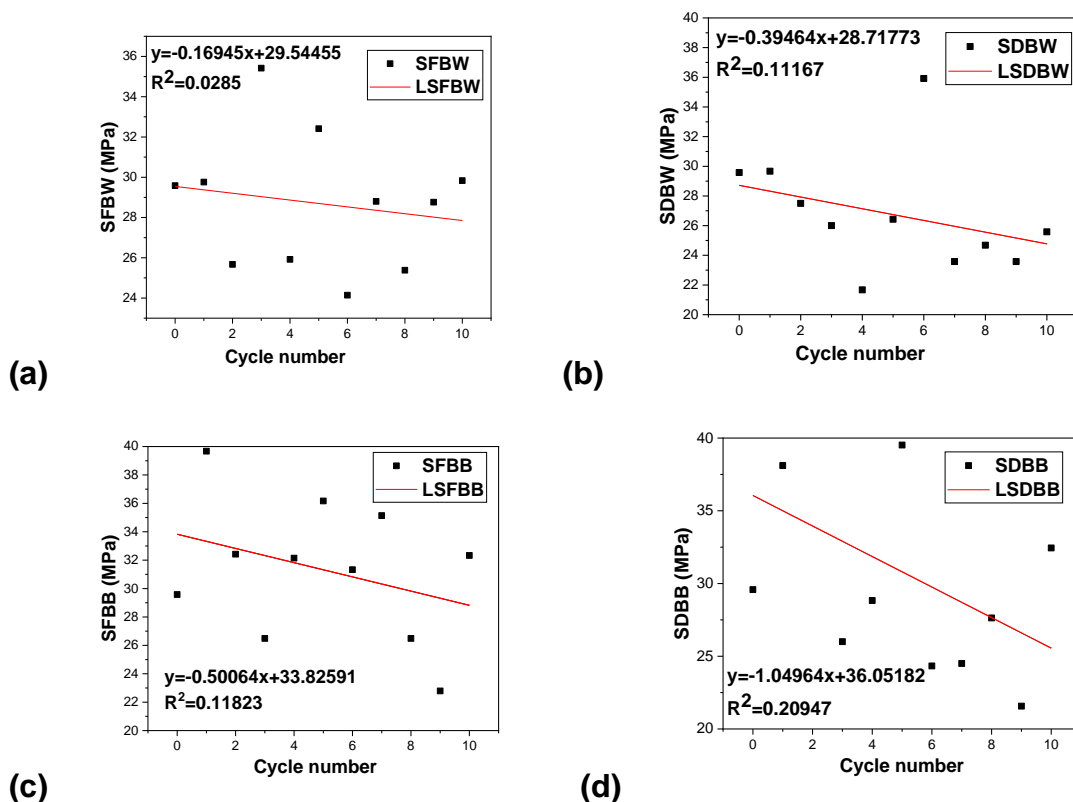 y=-0.16945x+29.54455
R²=0.0285
SFBW
LSFBW
36
34
32
30
28
26
24
SFBW (MPa)
0 2 4 6 8 10
Cycle number
(a)
y=-0.39464x+28.71773
R²=0.11167
SDBW
LSDBW
40
38
36
34
32
30
28
26
24
22
20
SDBW (MPa)
0 2 4 6 8 10
Cycle number
(b)
SFBB
LSFBB
40
38
36
34
32
30
28
26
24
22
20
SFBB (MPa)
y=-0.50064x+33.82591
R²=0.11823
0 2 4 6 8 10
Cycle number
(c)
SDBB
LSDBB
40
35
30
25
20
SDBB (MPa)
y=-1.04964x+36.05182
R²=0.20947
0 2 4 6 8 10
Cycle number
(d)